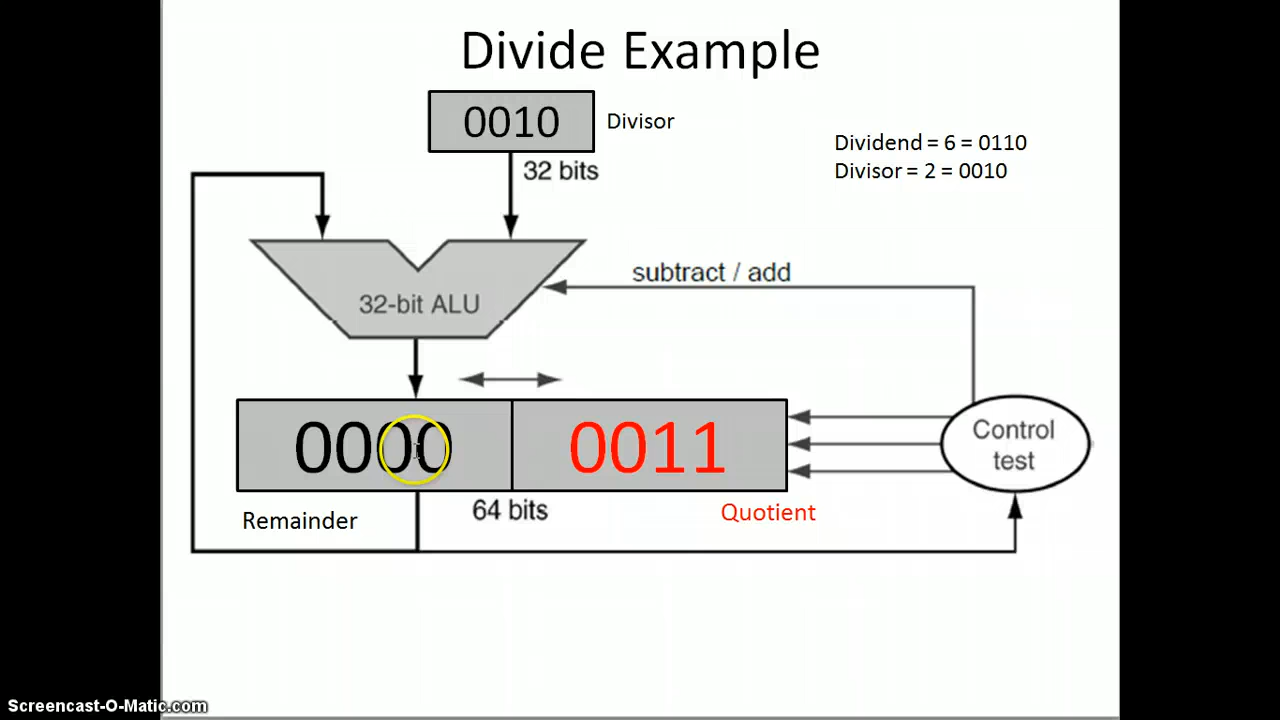 Divide Example
0010
Divisor
32 bits
Dividend = 6 = 0110
Divisor = 2 = 0010
subtract / add
32-bit ALU
0000
0011
Control
test
Remainder
64 bits
Quotient
Screencast-O-Matic.com